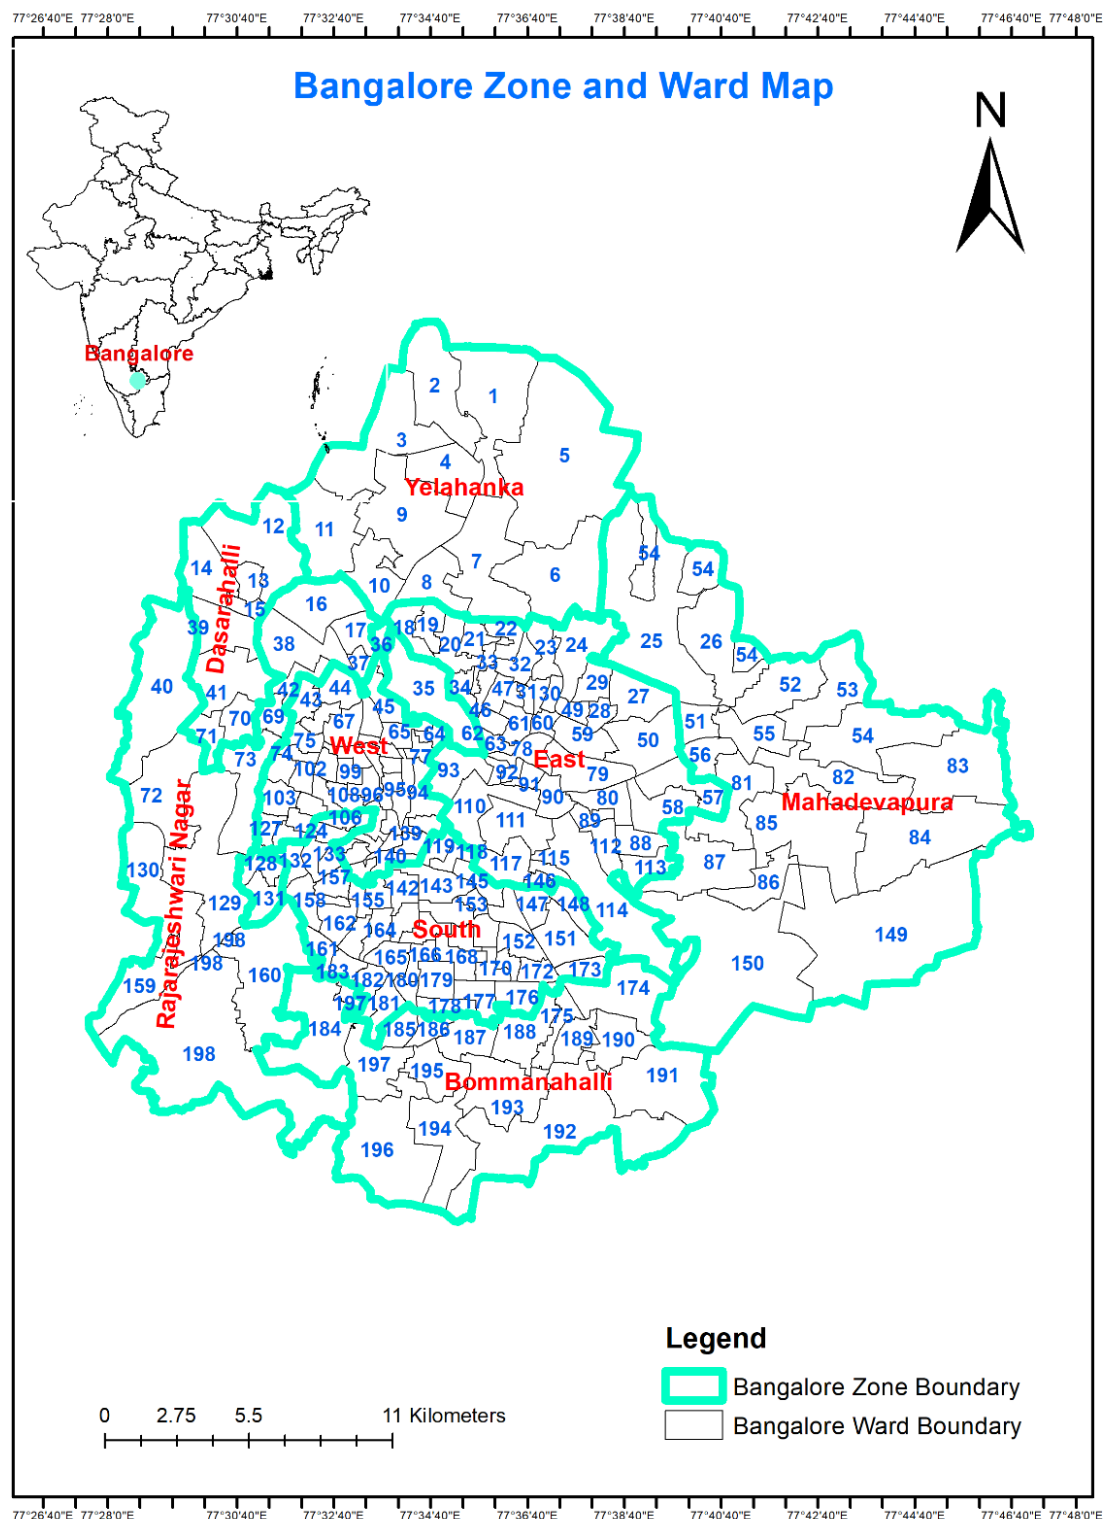 77°26'40"E 77°28'0"E 77°30'40"E 77°32'40"E 77°34'40"E 77°36'40"E 77°38'40"E 77°40'40"E 77°42'40"E 77°44'40"E 77°46'40"E 77°48'0"E
Bangalore Zone and Ward Map
N
Bangalore
2 1
3
4 5
Yelahanka
9
12 11
7 54
14 13 10 8 6 54
15 16
Dasarahalli
39 38 17 36 18 19 20 21 22 23 24 25 26 54
37 33 32
40 41 42 43 44 45 35 34 47 31 30 29 27 52 53
70 69 67 46 49 28 51
71 75 65 64 62 61 60 59 50 55 54
73 74 West 77 63 78 East 56
72 102 99 93 92 91 79 81 82 83
103 108 96 95 94 110 90 80 58 57 Mahadevapura
106 111 89 85
127 124 139 119 118 112 88 84
130 128 132 133 140 117 115 113 87
157 145 146 86
Rajarajeshwari Nagar
129 131 158 155 142 143 153 147 148 114
198 162 164 South 152 151 149
198 161 165 166 168 170 172 173 150
159 160 183 182 180 179 174
197 181 178 177 176 175
184 185 186 187 188 189 190
198 197 195 191
Bommanahalli
193
194 192
196
Legend
Bangalore Zone Boundary
Bangalore Ward Boundary
0 2.75 5.5 11 Kilometers
77°26'40"E 77°28'0"E 77°30'40"E 77°32'40"E 77°34'40"E 77°36'40"E 77°38'40"E 77°40'40"E 77°42'40"E 77°44'40"E 77°46'40"E 77°48'0"E